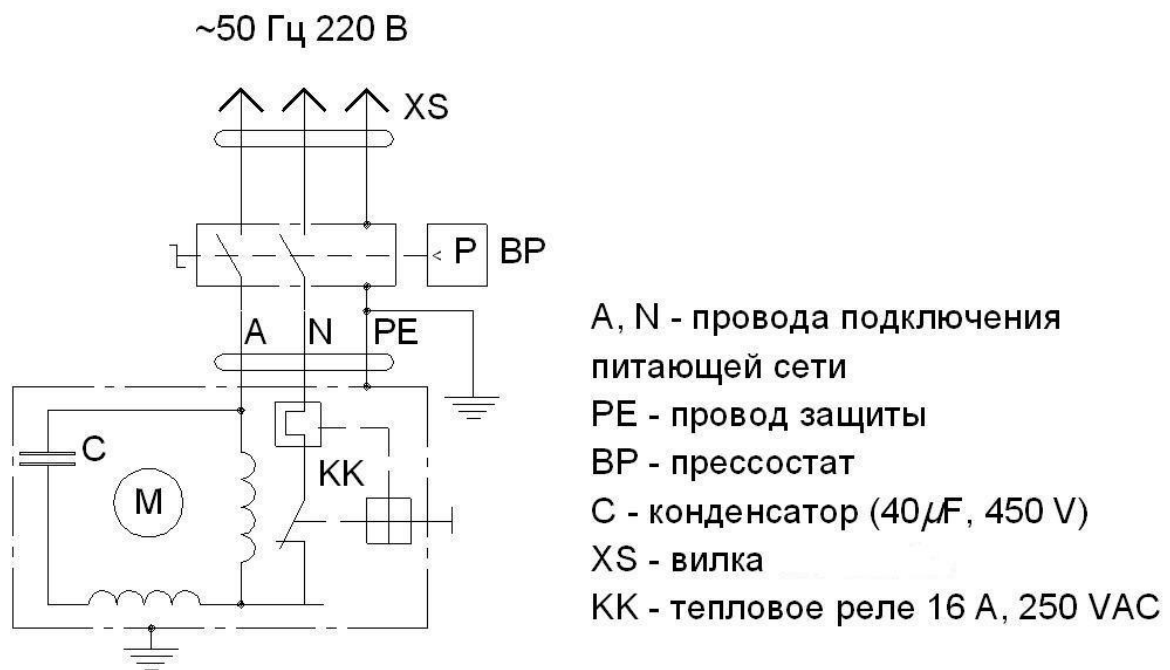 ~50 Гц 220 В
XS
P
BP
A
N
PE
C
M
KK
A, N - провода подключения
питающей сети
PE - провод защиты
BP - прессостат
C - конденсатор (40µF, 450 V)
XS - вилка
KK - тепловое реле 16 A, 250 VAC